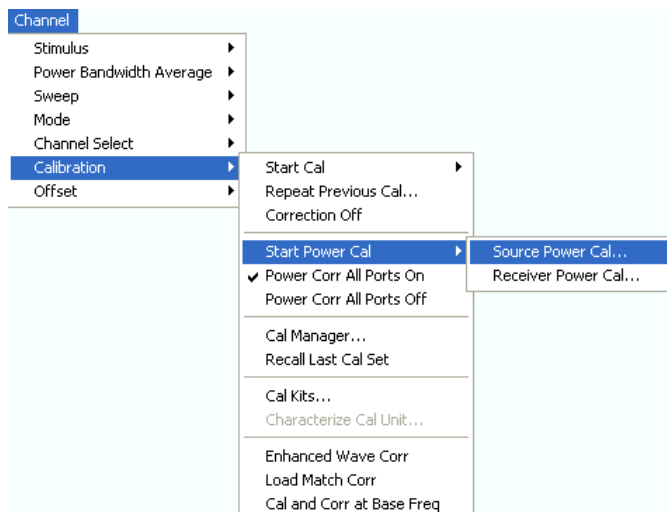 Channel
Stimulus
Power Bandwidth Average
Sweep
Mode
Channel Select
Calibration
Offset
Start Cal
Repeat Previous Cal...
Correction Off
Start Power Cal
Power Corr All Ports On
Power Corr All Ports Off
Cal Manager...
Recall Last Cal Set
Cal Kits...
Characterize Cal Unit...
Enhanced Wave Corr
Load Match Corr
Cal and Corr at Base Freq
Source Power Cal...
Receiver Power Cal...